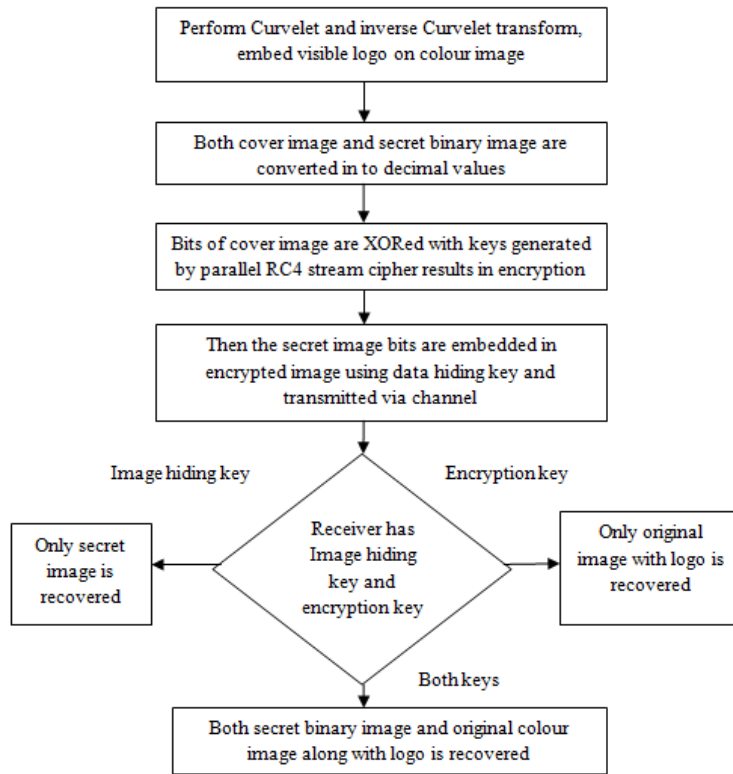 Perform Curvelet and inverse Curvelet transform,
embed visible logo on colour image
Both cover image and secret binary image are
converted in to decimal values
Bits of cover image are XORed with keys generated
by parallel RC4 stream cipher results in encryption
Then the secret image bits are embedded in
encrypted image using data hiding key and
transmitted via channel
Image hiding key
Encryption key
Only secret
image is
recovered
Receiver has
Image hiding
key and
encryption key
Only original
image with logo is
recovered
Both keys
Both secret binary image and original colour
image along with logo is recovered